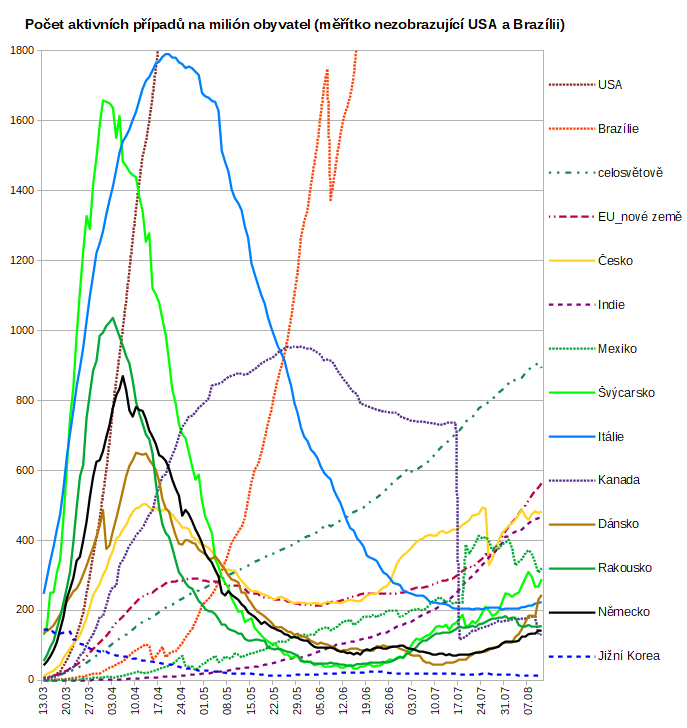 Počet aktivních případů na milión obyvatel (měřítko nezobrazující USA a Brazílii)
1800
1600
1400
1200
1000
800
600
400
200
0
13.03
20.03
27.03
03.04
10.04
17.04
24.04
01.05
08.05
15.05
22.05
29.05
05.06
12.06
19.06
26.06
03.07
10.07
17.07
24.07
31.07
07.08
USA
Brazílie
celosvětově
EU_nové země
Česko
Indie
Mexiko
Švýcarsko
Itálie
Kanada
Dánsko
Rakousko
Německo
Jižní Korea